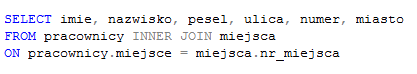 SELECT imie, nazwisko, pesel, ulica, numer, miasto
FROM pracownicy INNER JOIN miejsca
ON pracownicy.miejsce = miejsca.nr_miejsca